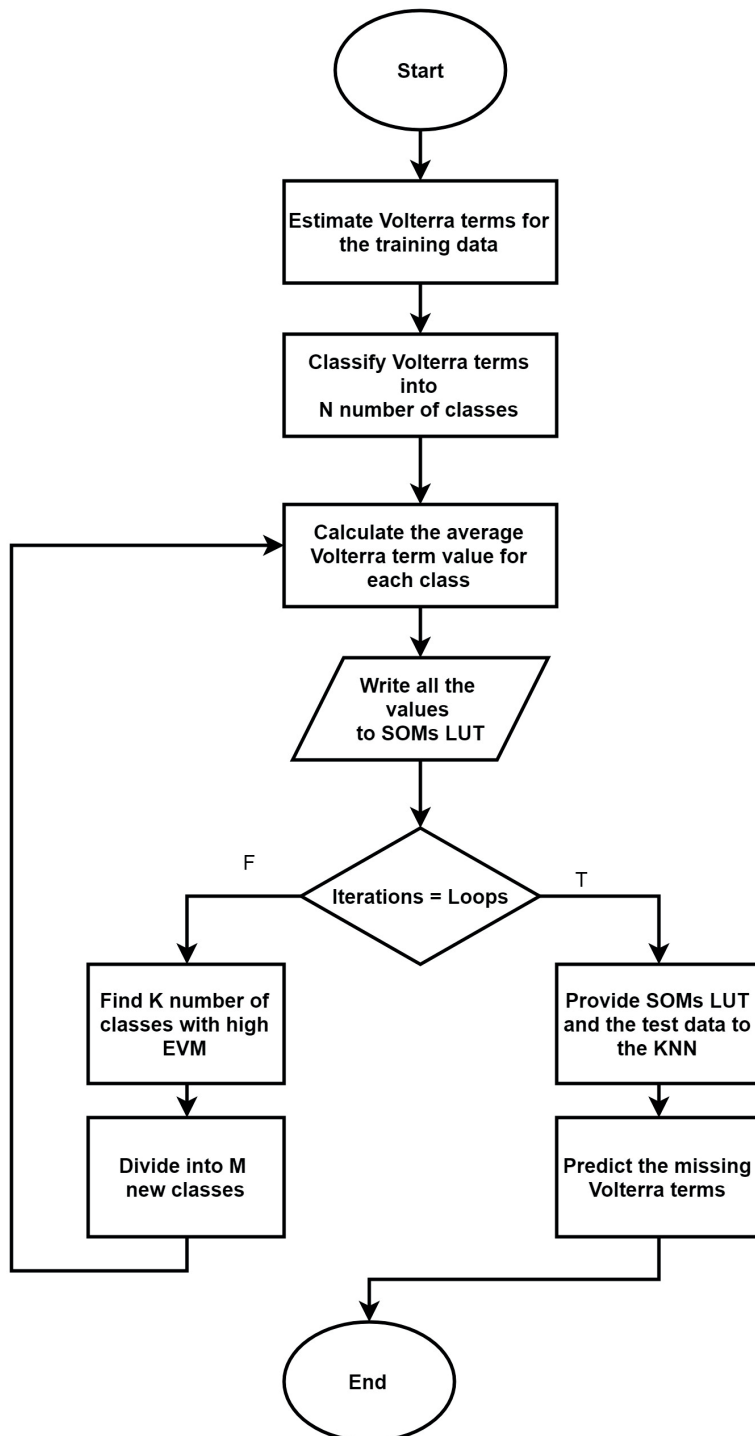 Start
Estimate Volterra terms for
the training data
Classify Volterra terms
into
N number of classes
Calculate the average
Volterra term value for
each class
Write all the
values
to SOMs LUT
F
Iterations = Loops
T
Find K number of
classes with high
EVM
Provide SOMs LUT
and the test data to
the KNN
Divide into M
new classes
Predict the missing
Volterra terms
End